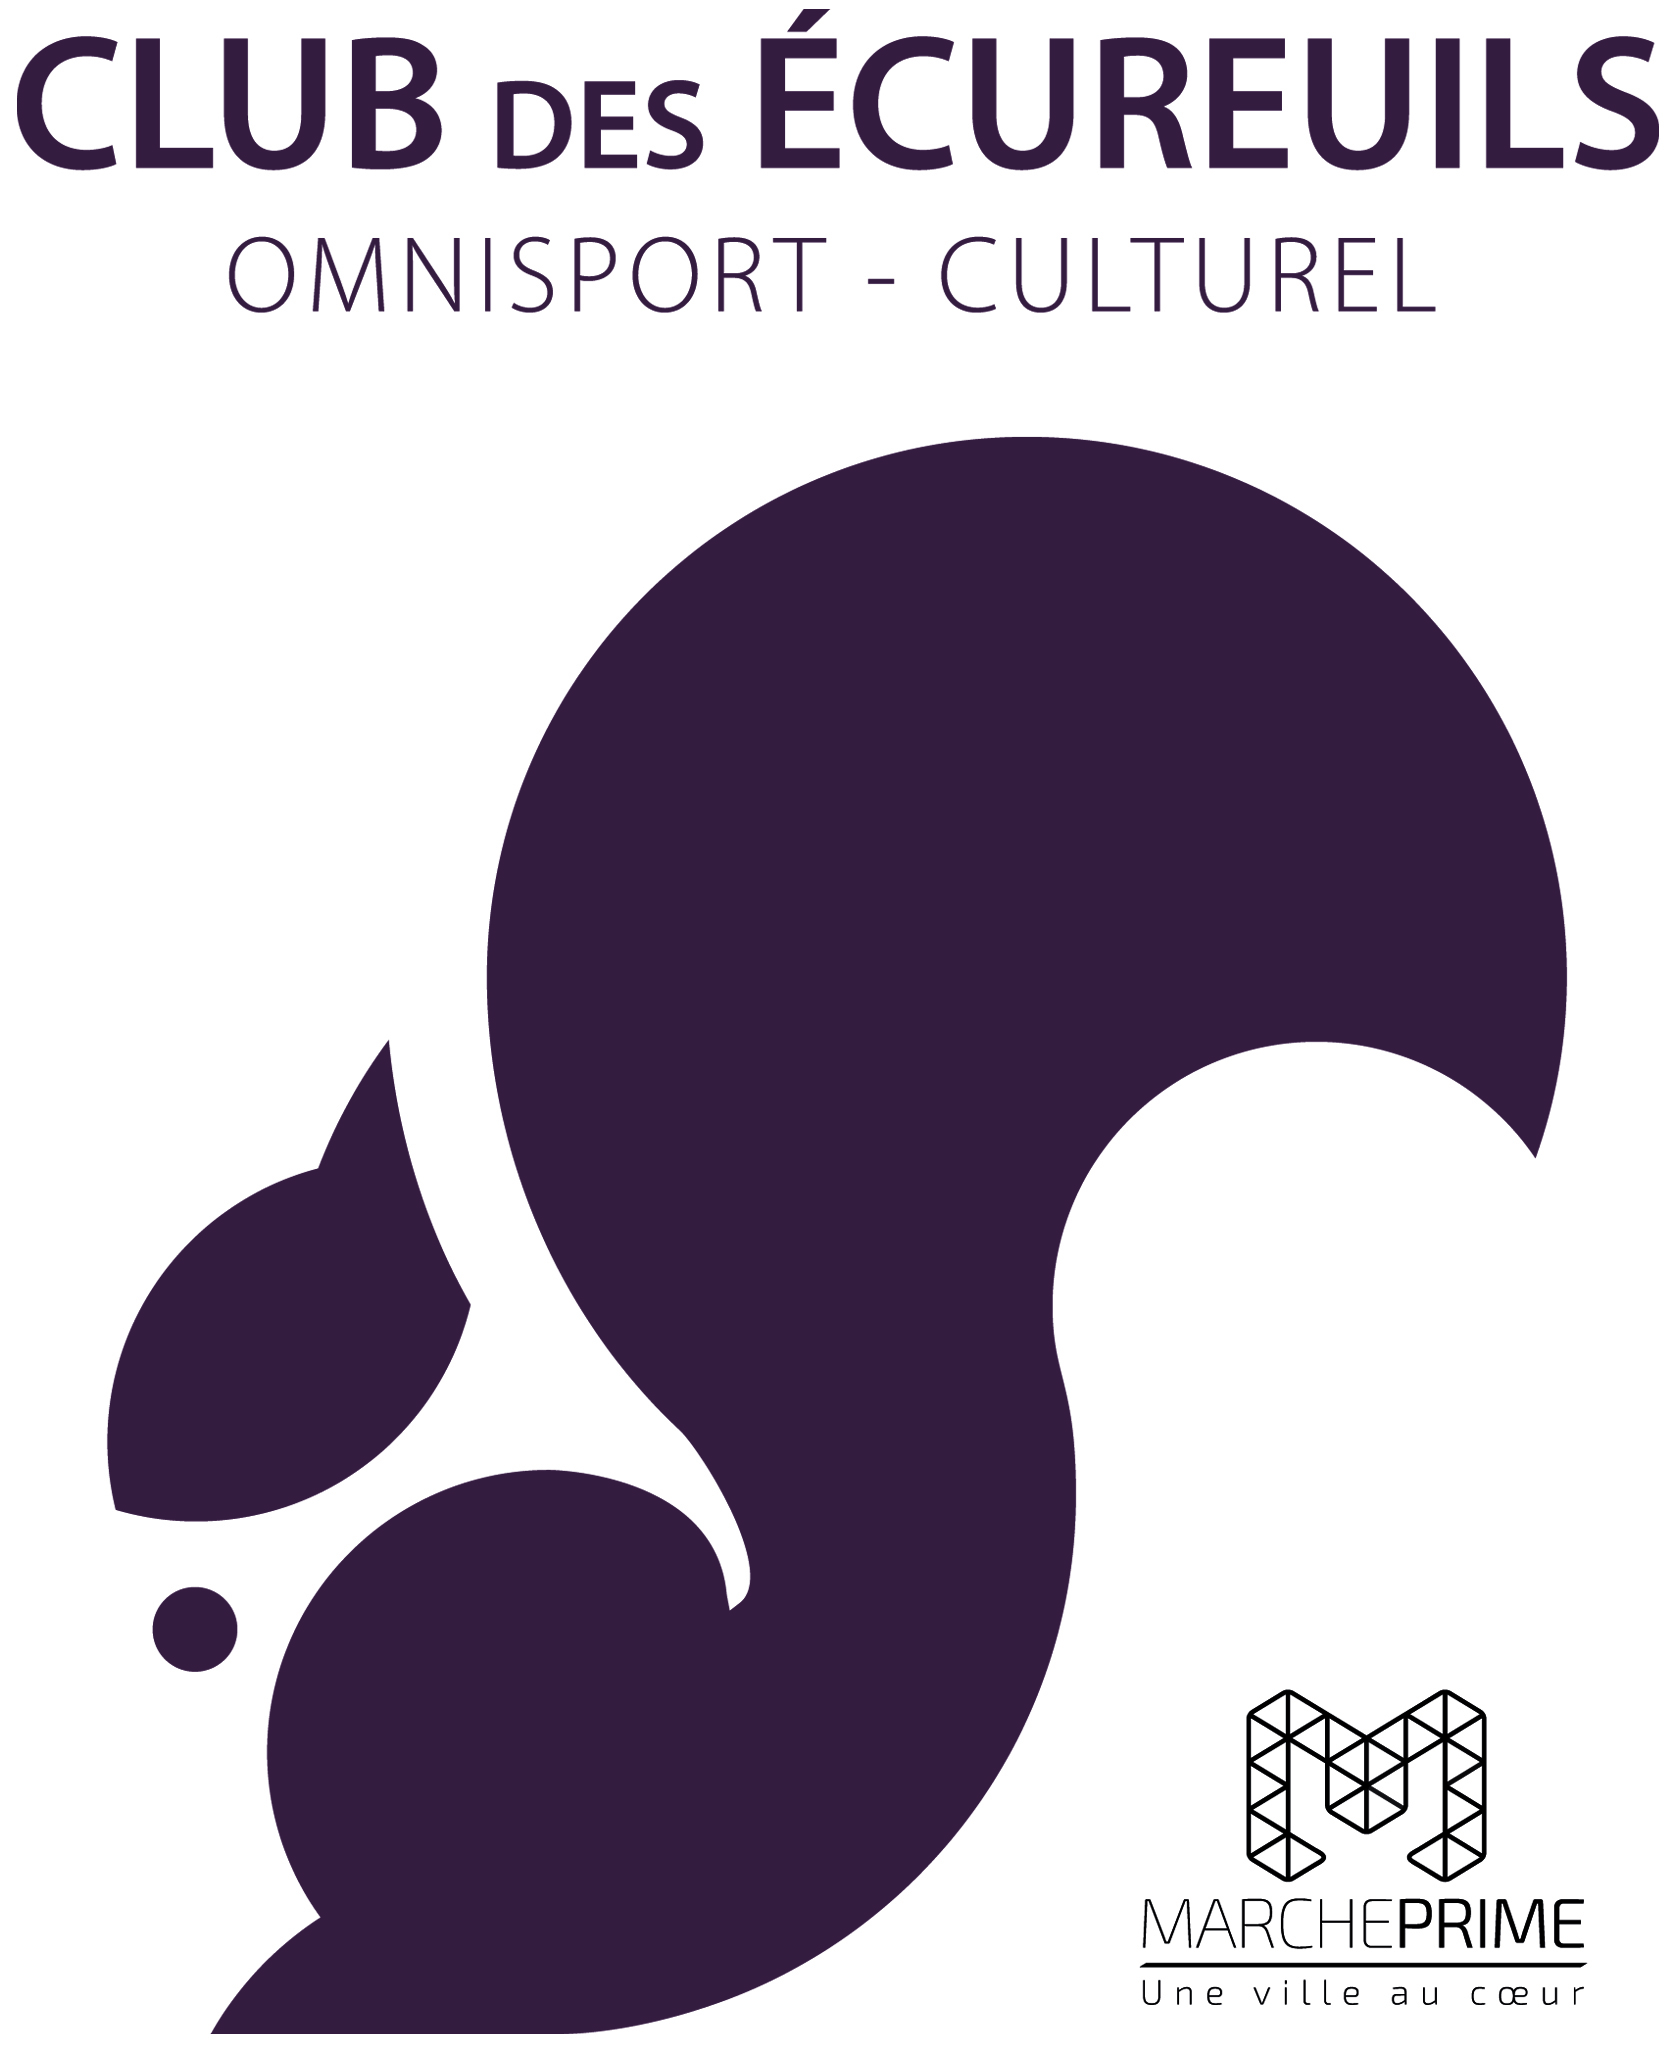 CLUB DES ÉCUREUILS
OMNISPORT - CULTUREL
MARCHEPRIME
Une ville au cœur